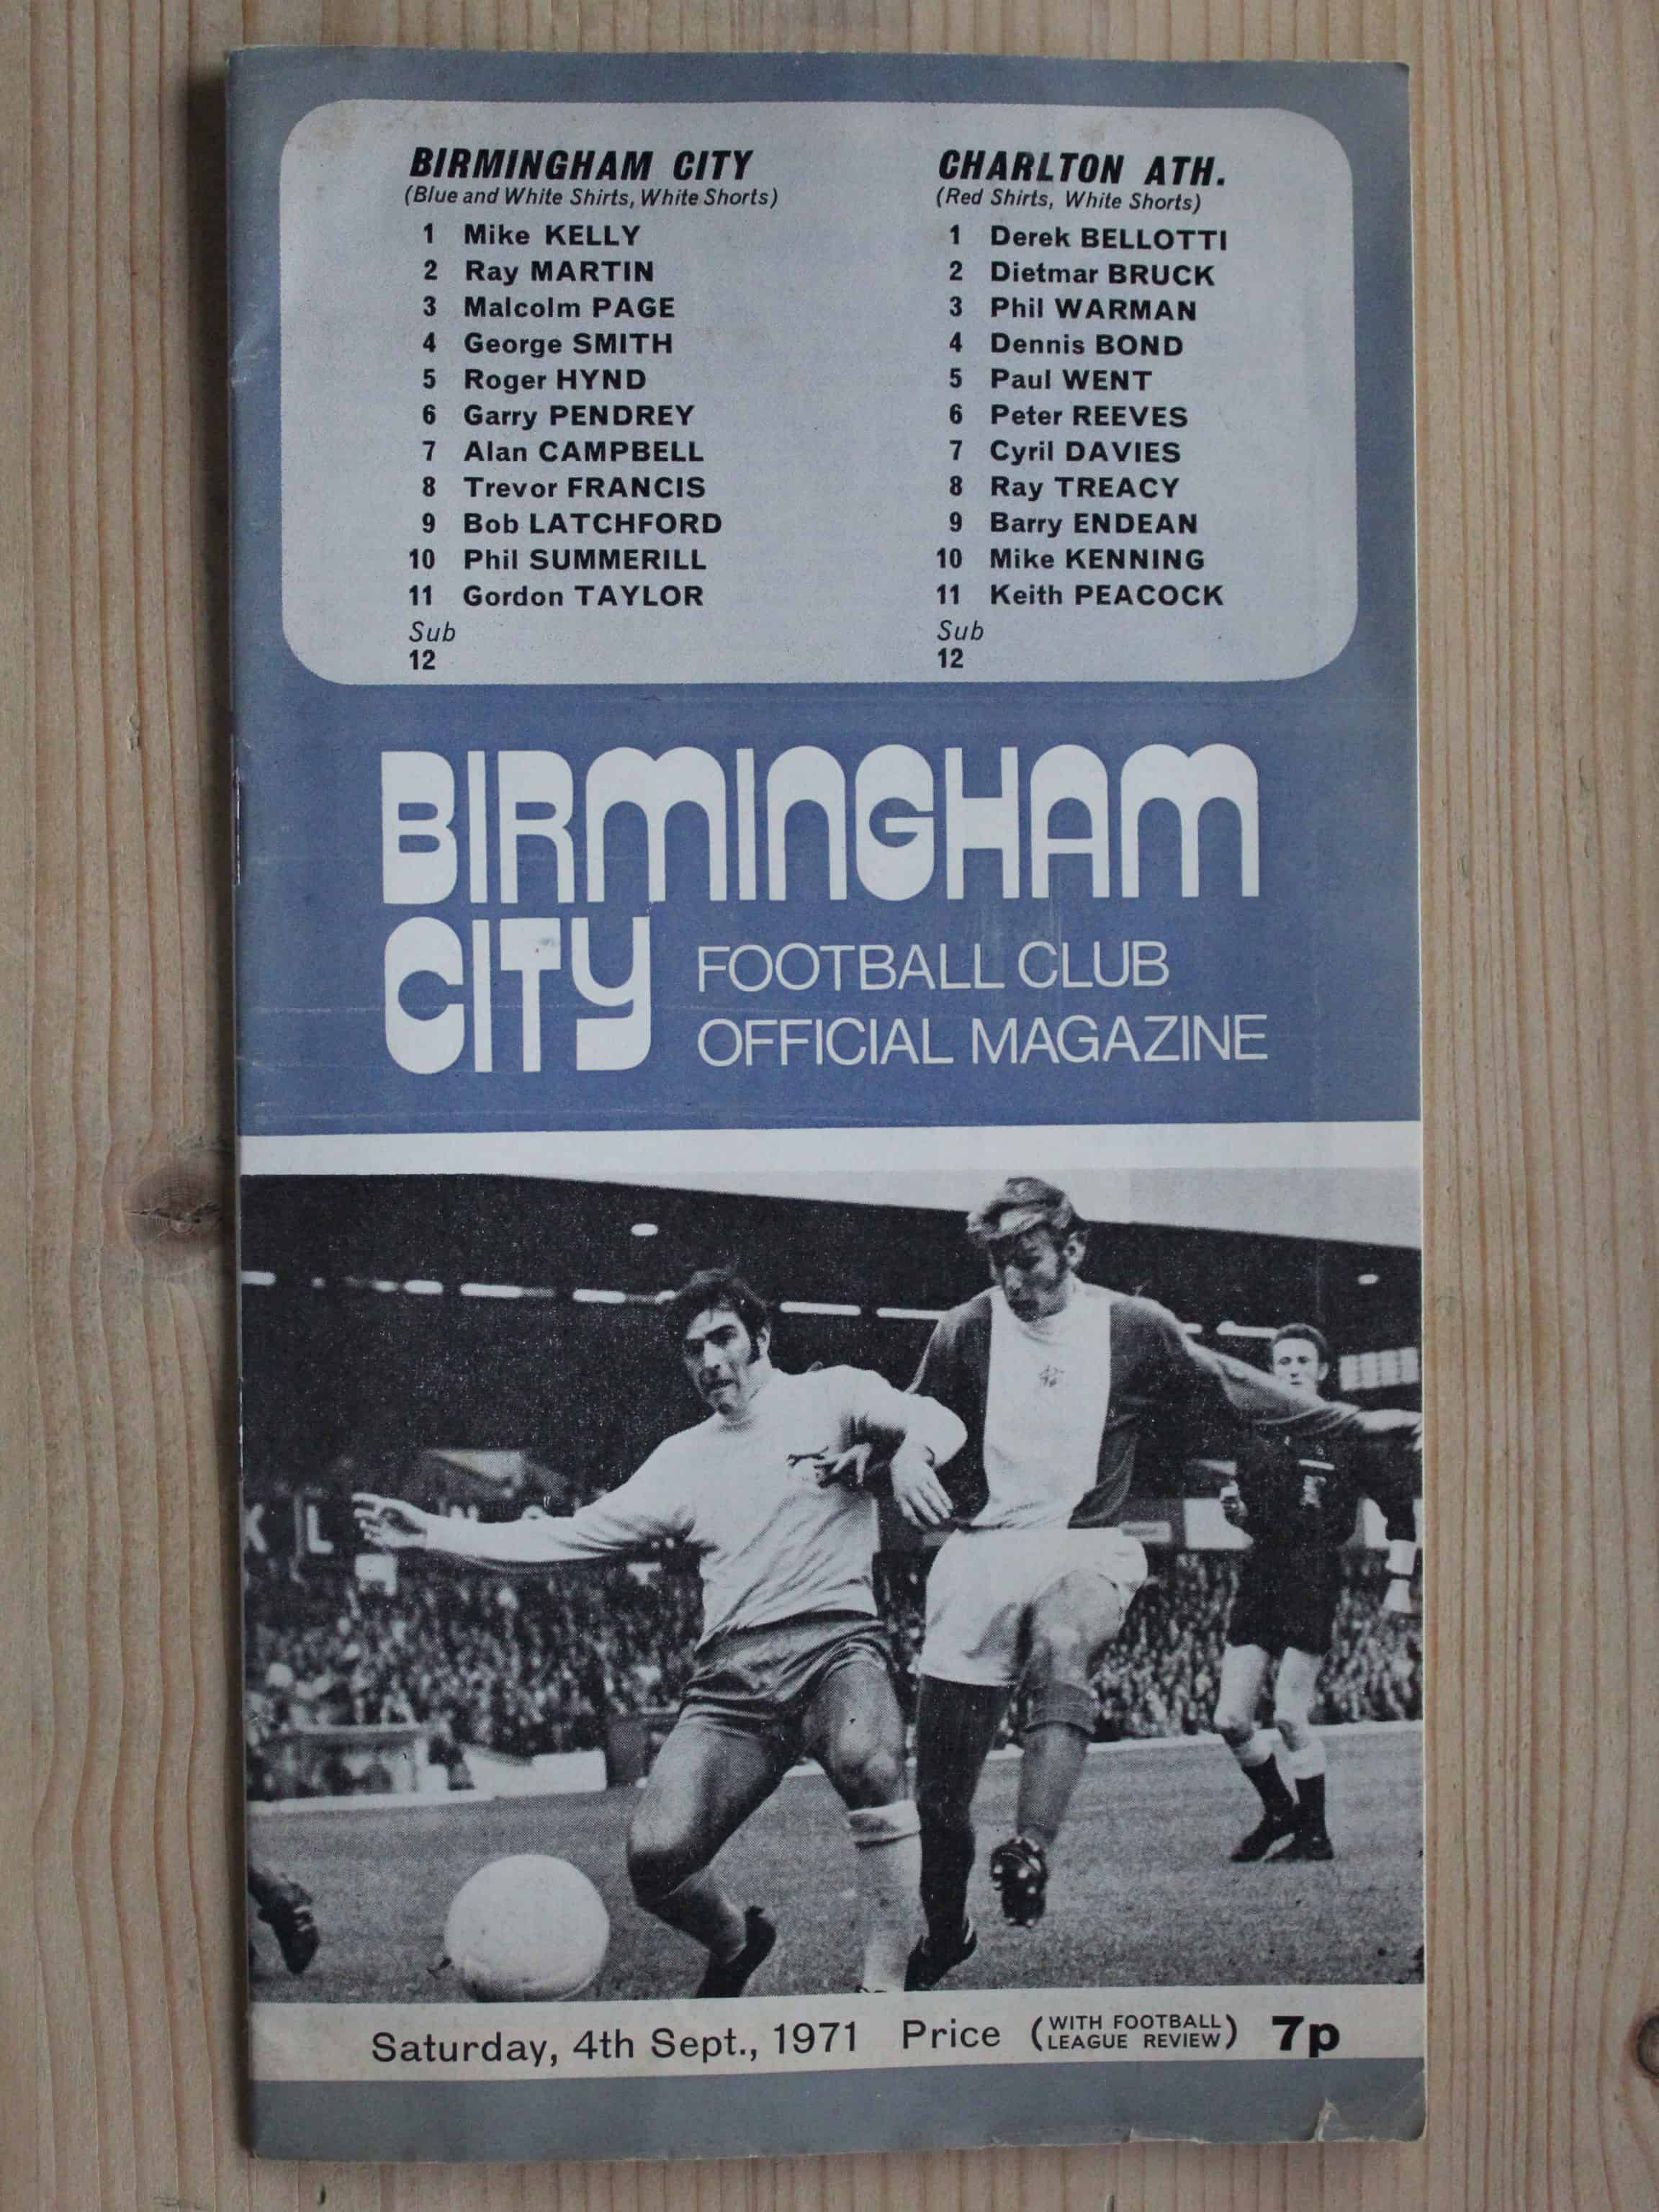 BIRMINGHAM CITY
(Blue and White Shirts, White Shorts)
1 Mike KELLY
2 Ray MARTIN
3 Malcolm PAGE
4 George SMITH
5 Roger HYND
6 Garry PENDREY
7 Alan CAMPBELL
8 Trevor FRANCIS
9 Bob LATCHFORD
10 Phil SUMMERILL
11 Gordon TAYLOR
Sub
12
CHARLTON ATH.
(Red Shirts, White Shorts)
1 Derek BELLOTTI
2 Dietmar BRUCK
3 Phil WARMAN
4 Dennis BOND
5 Paul WENT
6 Peter REEVES
7 Cyril DAVIES
8 Ray TREACY
9 Barry ENDEAN
10 Mike KENNING
11 Keith PEACOCK
Sub
12
BIRMINGHAM
CITY
FOOTBALL CLUB
OFFICIAL MAGAZINE
Saturday, 4th Sept., 1971 Price (WITH FOOTBALL LEAGUE REVIEW) 7p